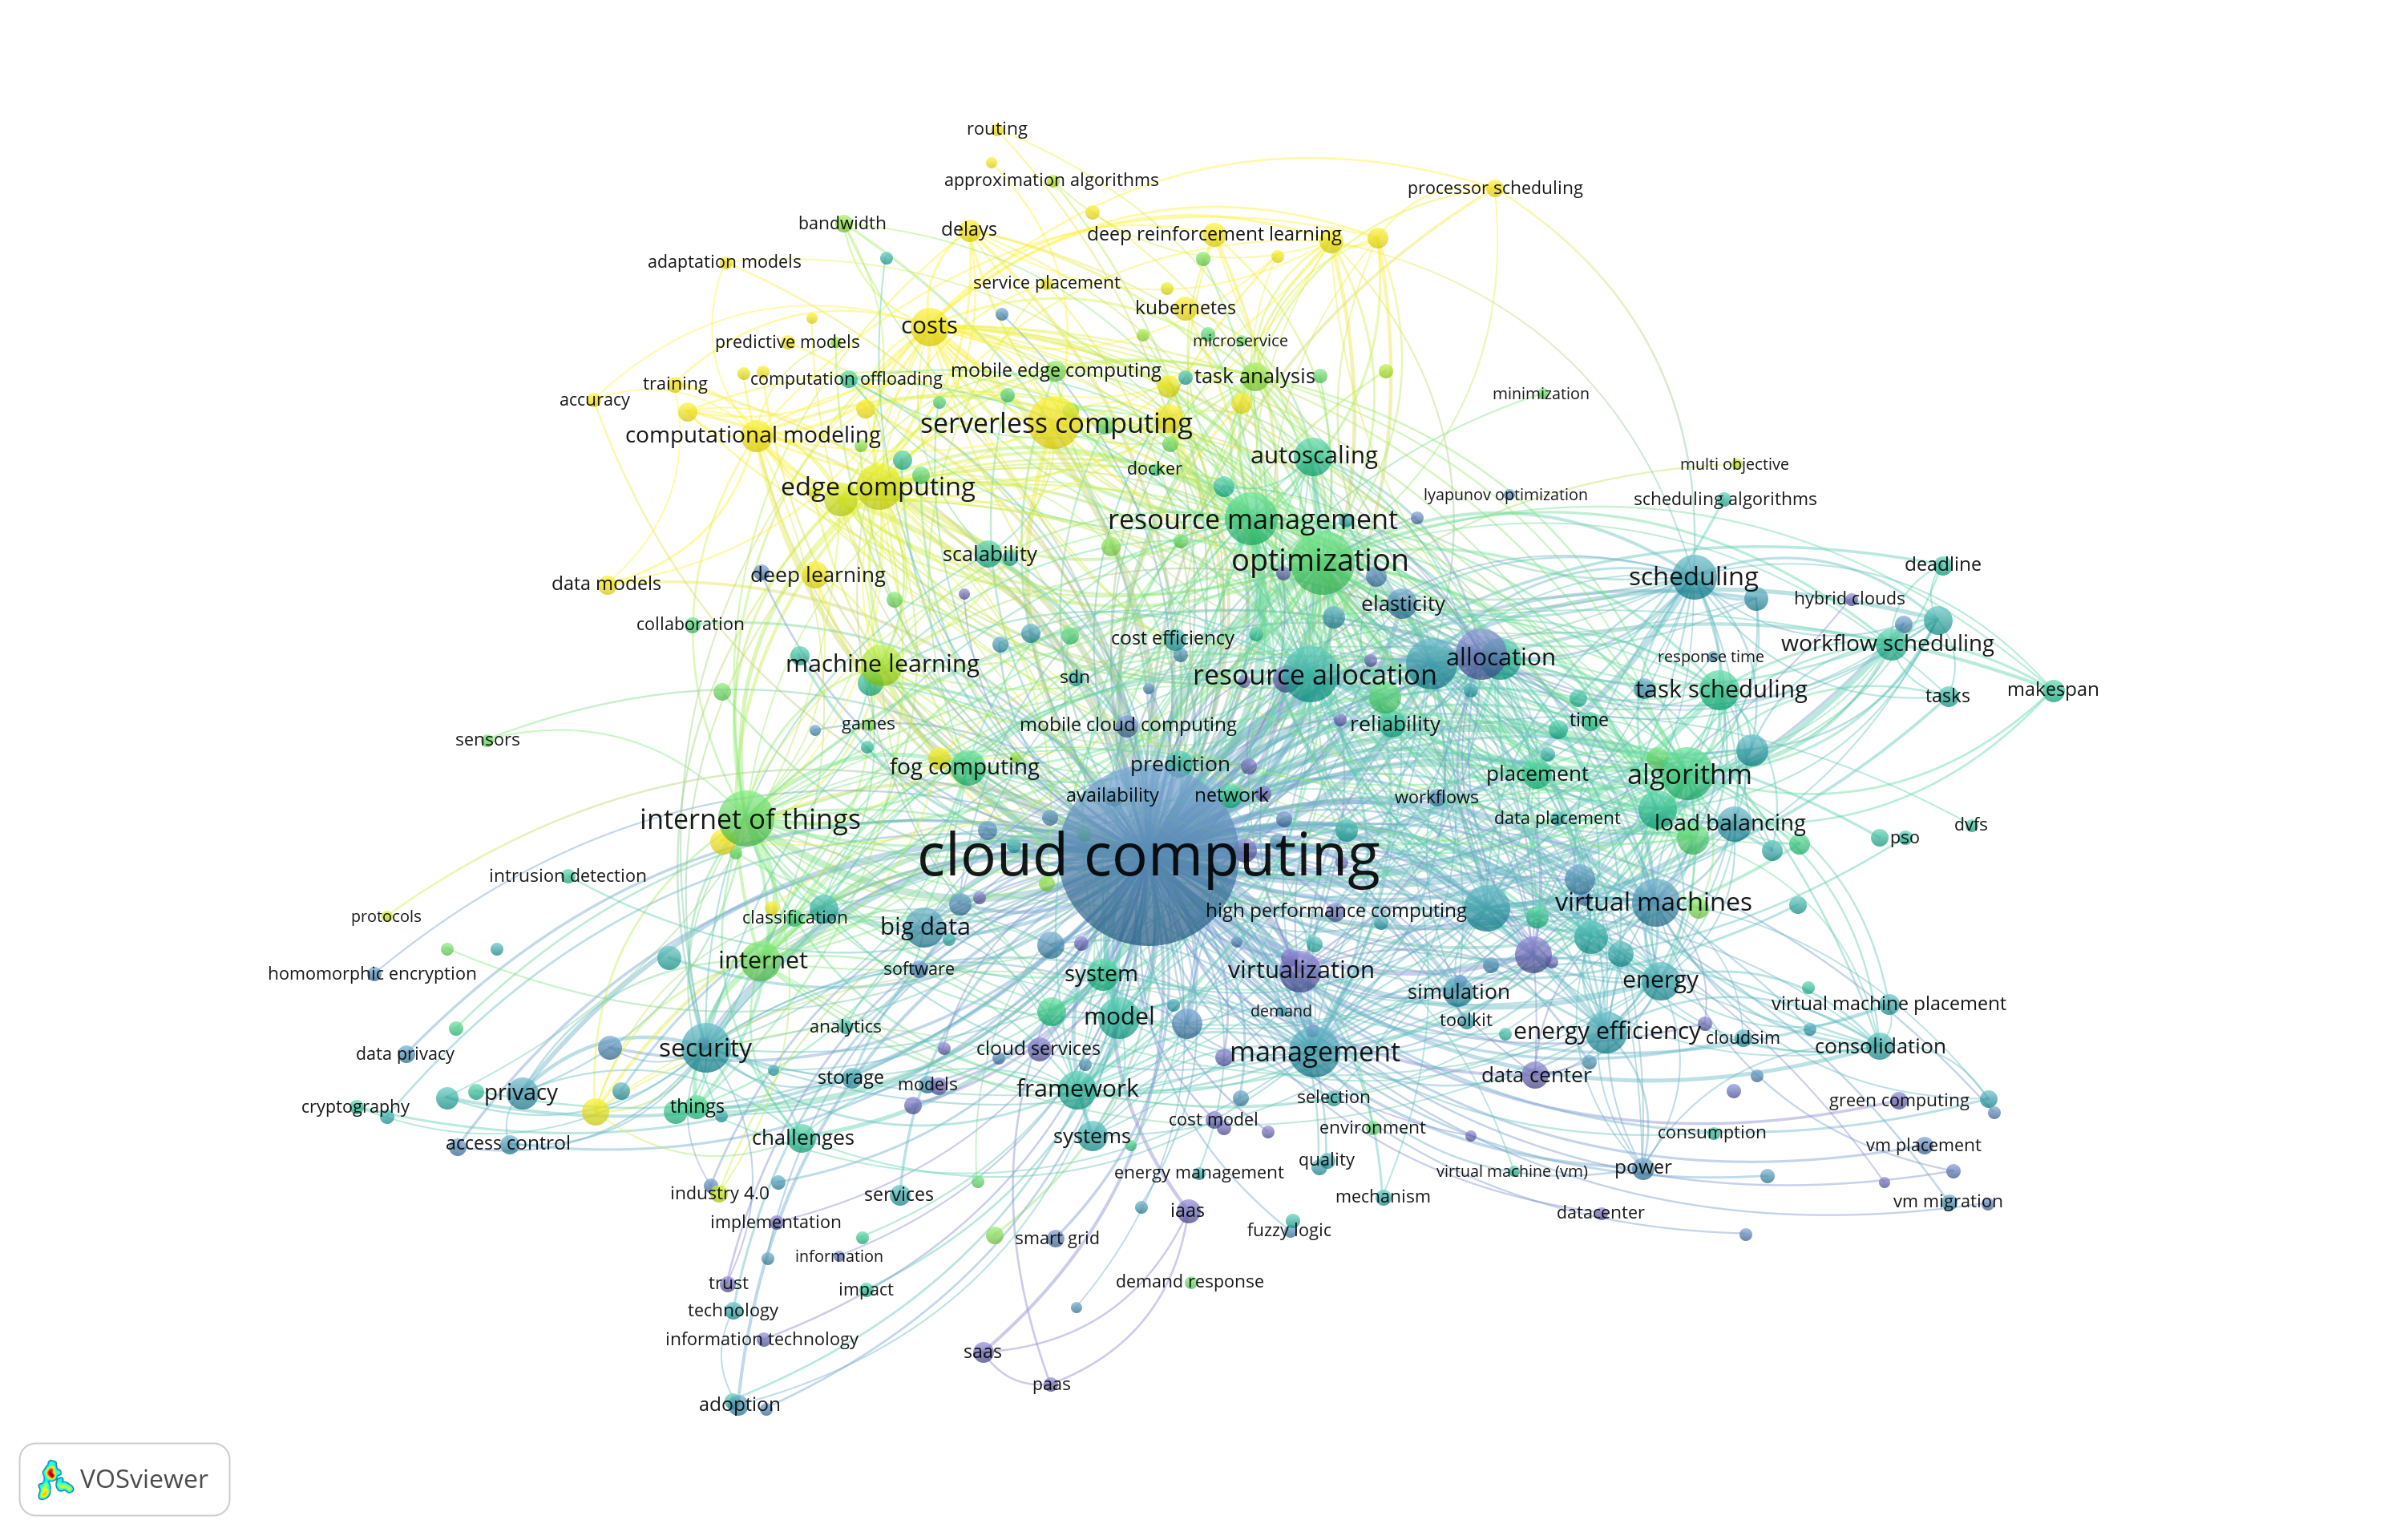 routing
approximation algorithms
processor scheduling
bandwidth
delays
deep reinforcement learning
adaptation models
service placement
kubernetes
costs
predictive models
microservice
mobile edge computing
task analysis
computation offloading
training
minimization
accuracy
serverless computing
computational modeling
autoscaling
multi objective
docker
edge computing
lyapunov optimization
scheduling algorithms
resource management
scalability
optimization
deadline
deep learning
scheduling
data models
hybrid clouds
elasticity
collaboration
cost efficiency
workflow scheduling
allocation
response time
machine learning
sdn
resource allocation
task scheduling
makespan
tasks
games
mobile cloud computing
reliability
time
sensors
fog computing
prediction
placement
algorithm
availability
network
workflows
internet of things
data placement
load balancing
dvfs
pso
cloud computing
intrusion detection
virtual machines
high performance computing
protocols
classification
big data
internet
software
system
virtualization
homomorphic encryption
energy
simulation
virtual machine placement
demand
model
toolkit
analytics
energy efficiency
cloudsim
security
cloud services
management
consolidation
data privacy
data center
storage
models
framework
privacy
selection
green computing
cryptography
things
cost model
environment
consumption
challenges
systems
access control
vm placement
quality
energy management
virtual machine (vm)
power
industry 4.0
services
mechanism
vm migration
iaas
datacenter
implementation
fuzzy logic
smart grid
information
trust
demand response
impact
technology
information technology
saas
paas
adoption
VOSviewer